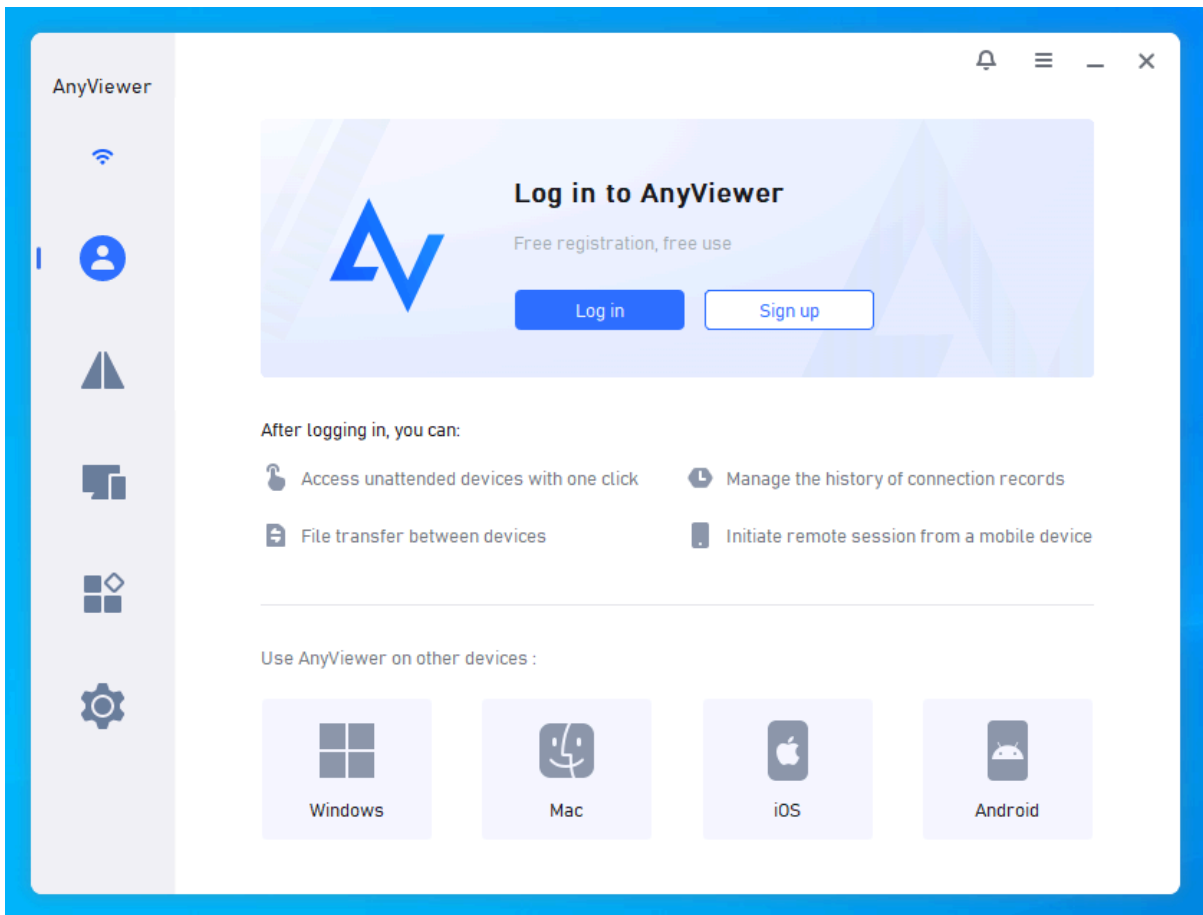 AnyViewer
Log in to AnyViewer
Free registration, free use
Log in
Sign up
After logging in, you can:
Access unattended devices with one click
Manage the history of connection records
File transfer between devices
Initiate remote session from a mobile device
Use AnyViewer on other devices :
Windows
Mac
iOS
Android